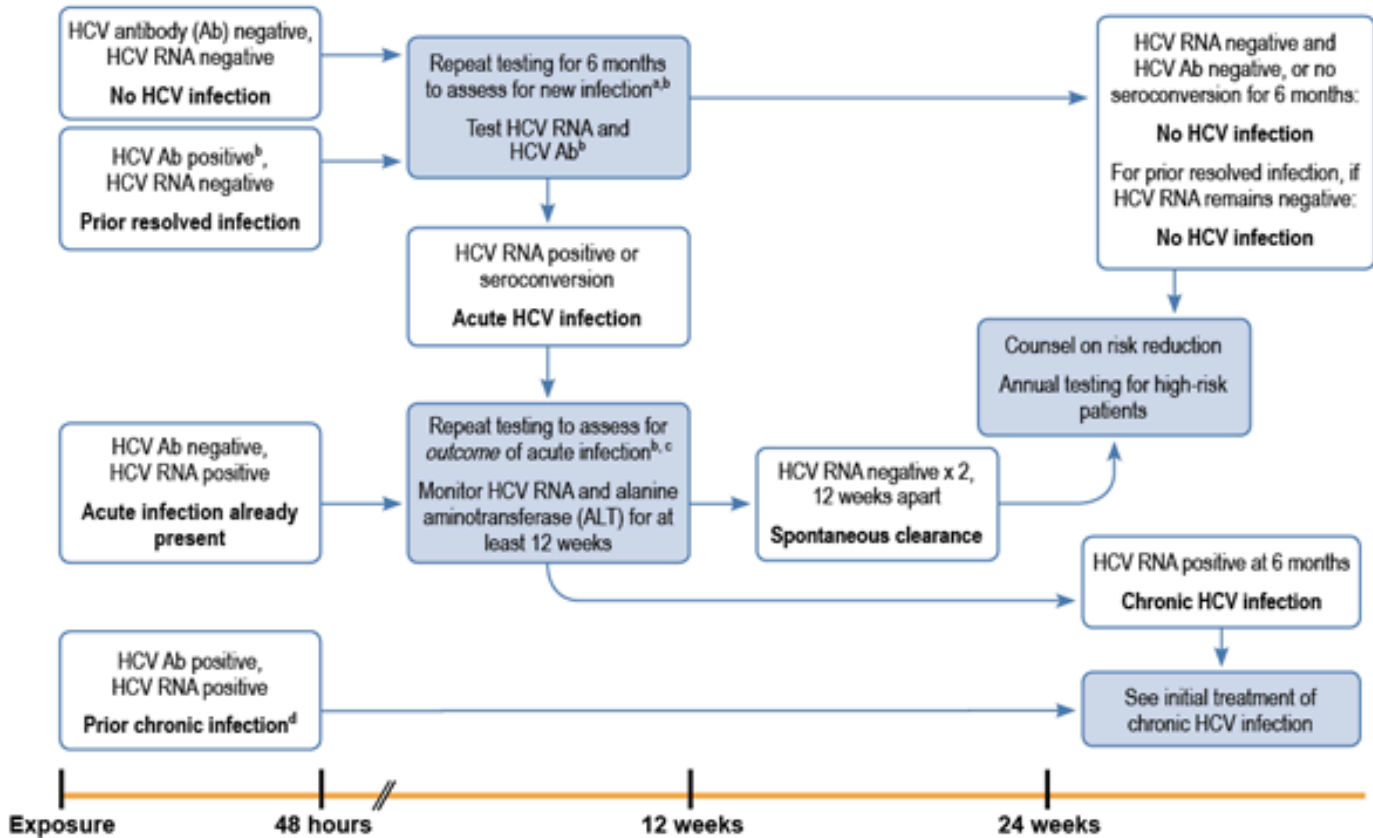 HCV antibody (Ab) negative,
HCV RNA negative
No HCV infection
HCV Ab positiveᵇ,
HCV RNA negative
Prior resolved infection
Repeat testing for 6 months
to assess for new infectionᵃ,ᵇ
Test HCV RNA and
HCV Abᵇ
HCV RNA negative and
HCV Ab negative, or no
seroconversion for 6 months:
No HCV infection
For prior resolved infection, if
HCV RNA remains negative:
No HCV infection
HCV RNA positive or
seroconversion
Acute HCV infection
Counsel on risk reduction
Annual testing for high-risk
patients
HCV Ab negative,
HCV RNA positive
Acute infection already
present
Repeat testing to assess for
outcome of acute infectionᵇ, ᶜ
Monitor HCV RNA and alanine
aminotransferase (ALT) for at
least 12 weeks
HCV RNA negative x 2,
12 weeks apart
Spontaneous clearance
HCV RNA positive at 6 months
Chronic HCV infection
HCV Ab positive,
HCV RNA positive
Prior chronic infectionᵈ
See initial treatment of
chronic HCV infection
Exposure
48 hours
12 weeks
24 weeks